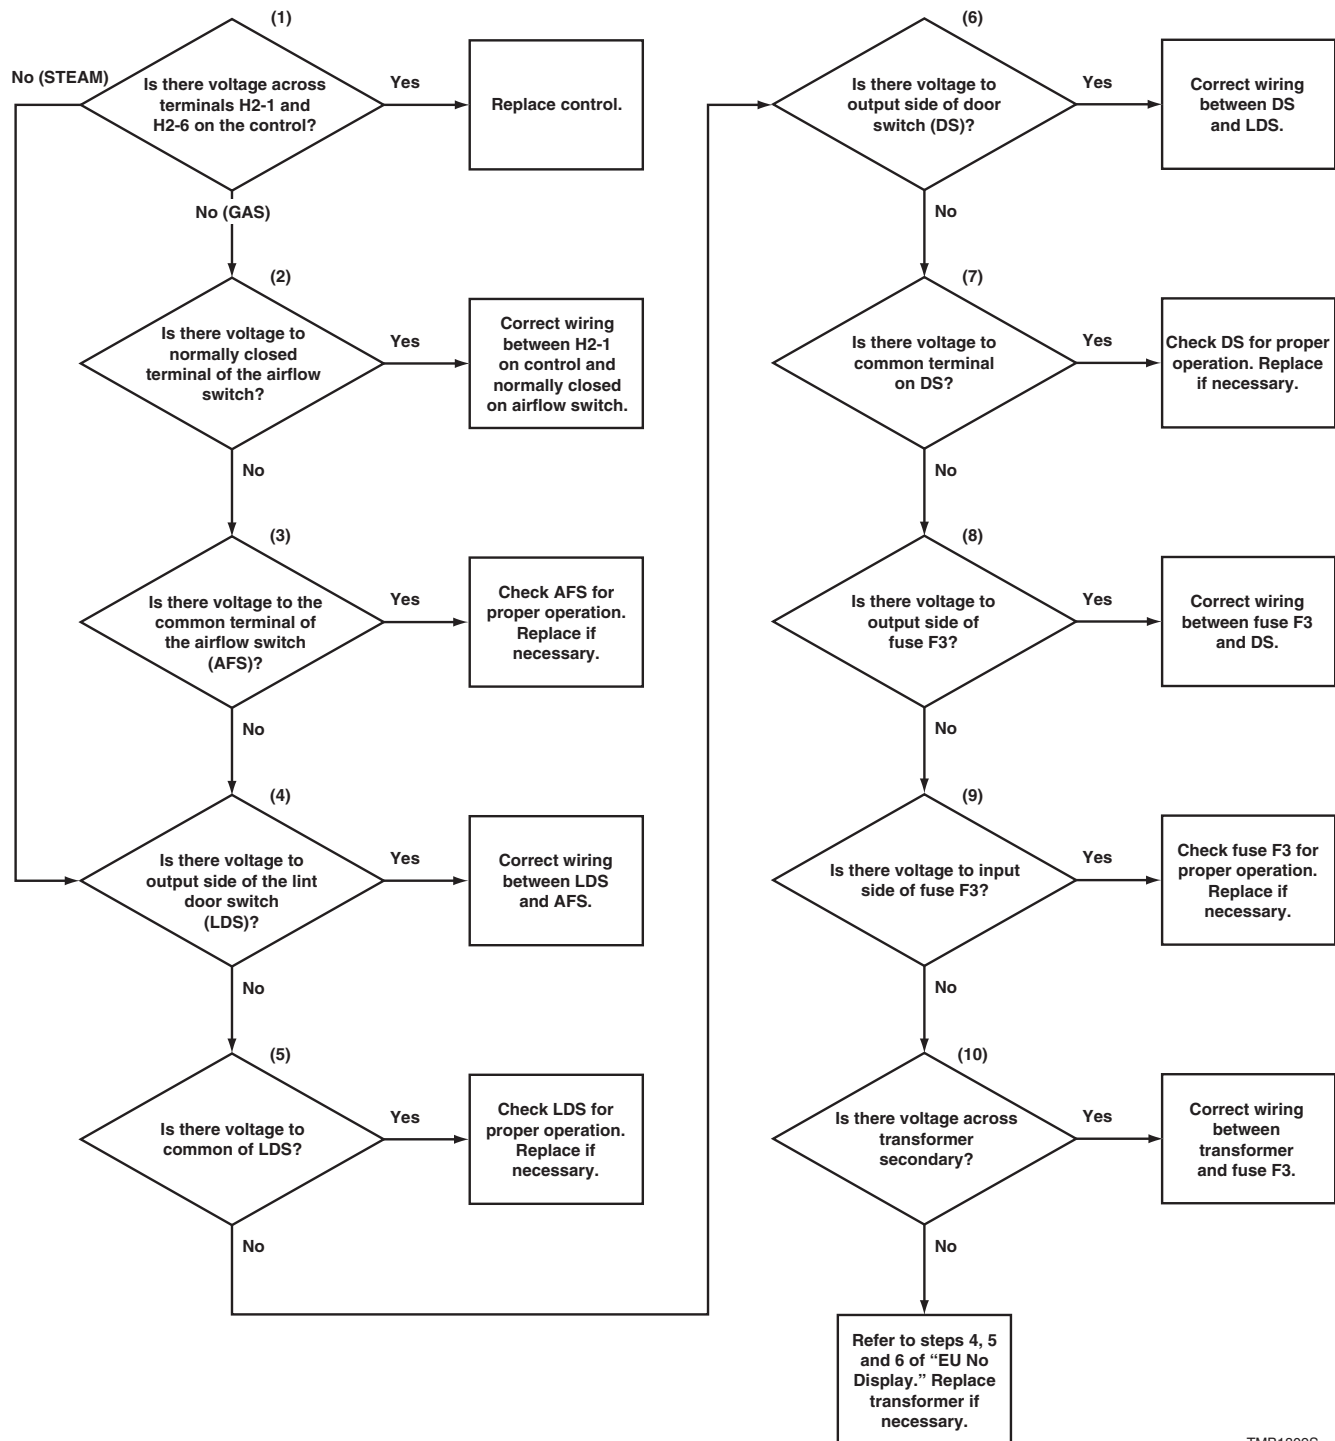 (1)
No (STEAM)
Is there voltage across
terminals H2-1 and
H2-6 on the control?
Yes
Replace control.
No (GAS)
(2)
Is there voltage to
normally closed
terminal of the airflow
switch?
Yes
Correct wiring
between H2-1
on control and
normally closed
on airflow switch.
No
(3)
Is there voltage to the
common terminal of
the airflow switch
(AFS)?
Yes
Check AFS for
proper operation.
Replace if
necessary.
No
(4)
Is there voltage to
output side of the lint
door switch
(LDS)?
Yes
Correct wiring
between LDS
and AFS.
No
(5)
Is there voltage to
common of LDS?
Yes
Check LDS for
proper operation.
Replace if
necessary.
No
(6)
Is there voltage to
output side of door
switch (DS)?
Yes
Correct wiring
between DS
and LDS.
No
(7)
Is there voltage to
common terminal
on DS?
Yes
Check DS for proper
operation. Replace
if necessary.
No
(8)
Is there voltage to
output side of
fuse F3?
Yes
Correct wiring
between fuse F3
and DS.
No
(9)
Is there voltage to input
side of fuse F3?
Yes
Check fuse F3 for
proper operation.
Replace if
necessary.
No
(10)
Is there voltage across
transformer
secondary?
Yes
Correct wiring
between
transformer
and fuse F3.
No
Refer to steps 4, 5
and 6 of “EU No
Display.” Replace
transformer if
necessary.